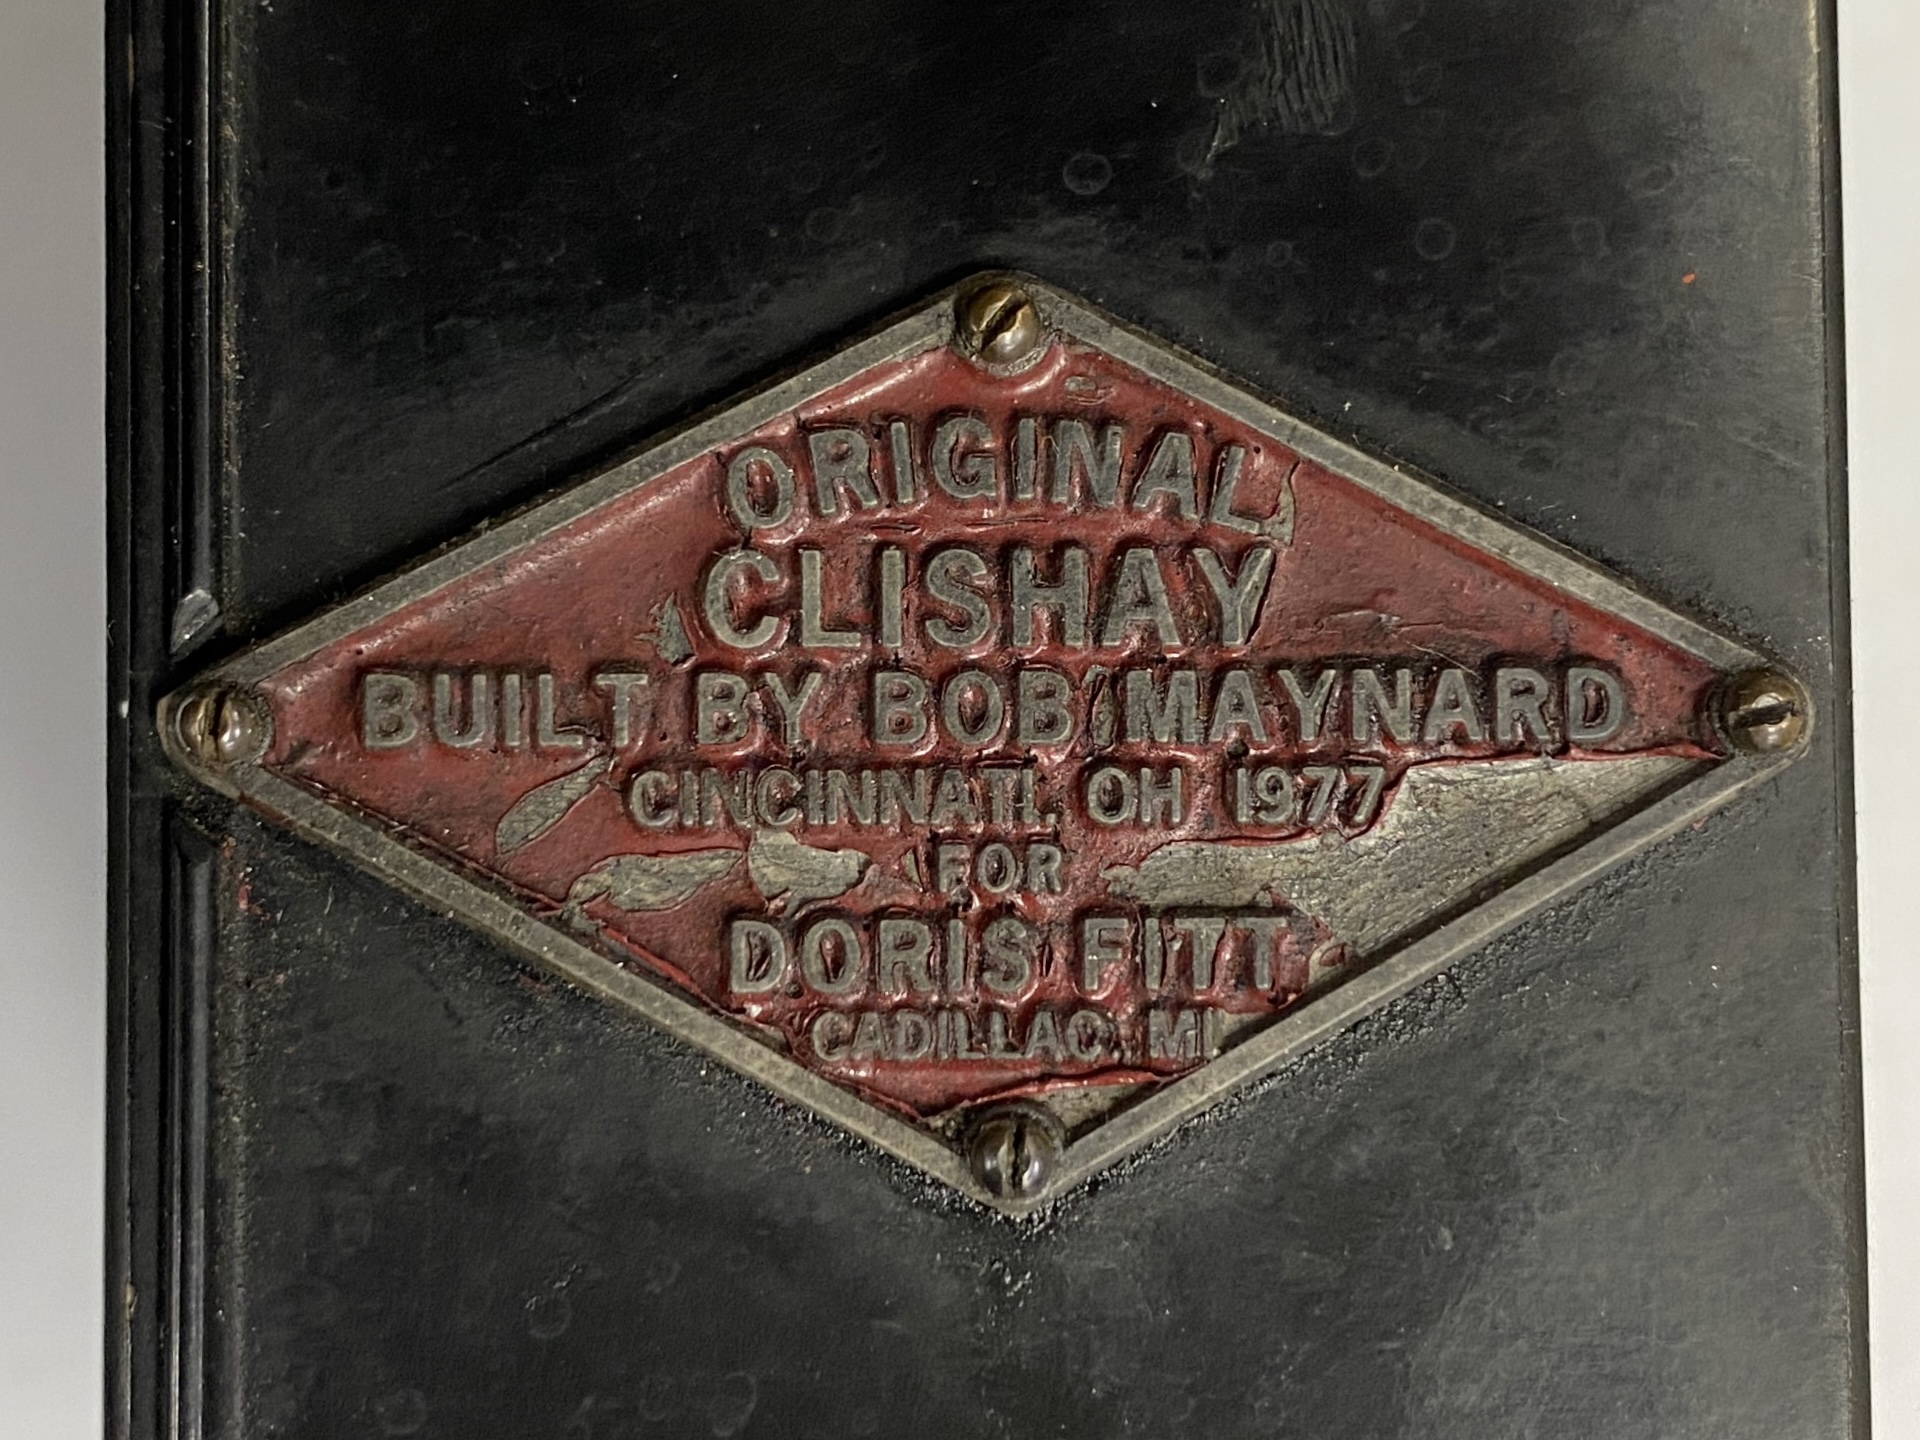 ORIGINAL
CLISHAY
BUILT BY BOB MAYNARD
CINCINNATI, OH 1977
FOR
DORIS FITT
CADILLAC, MI